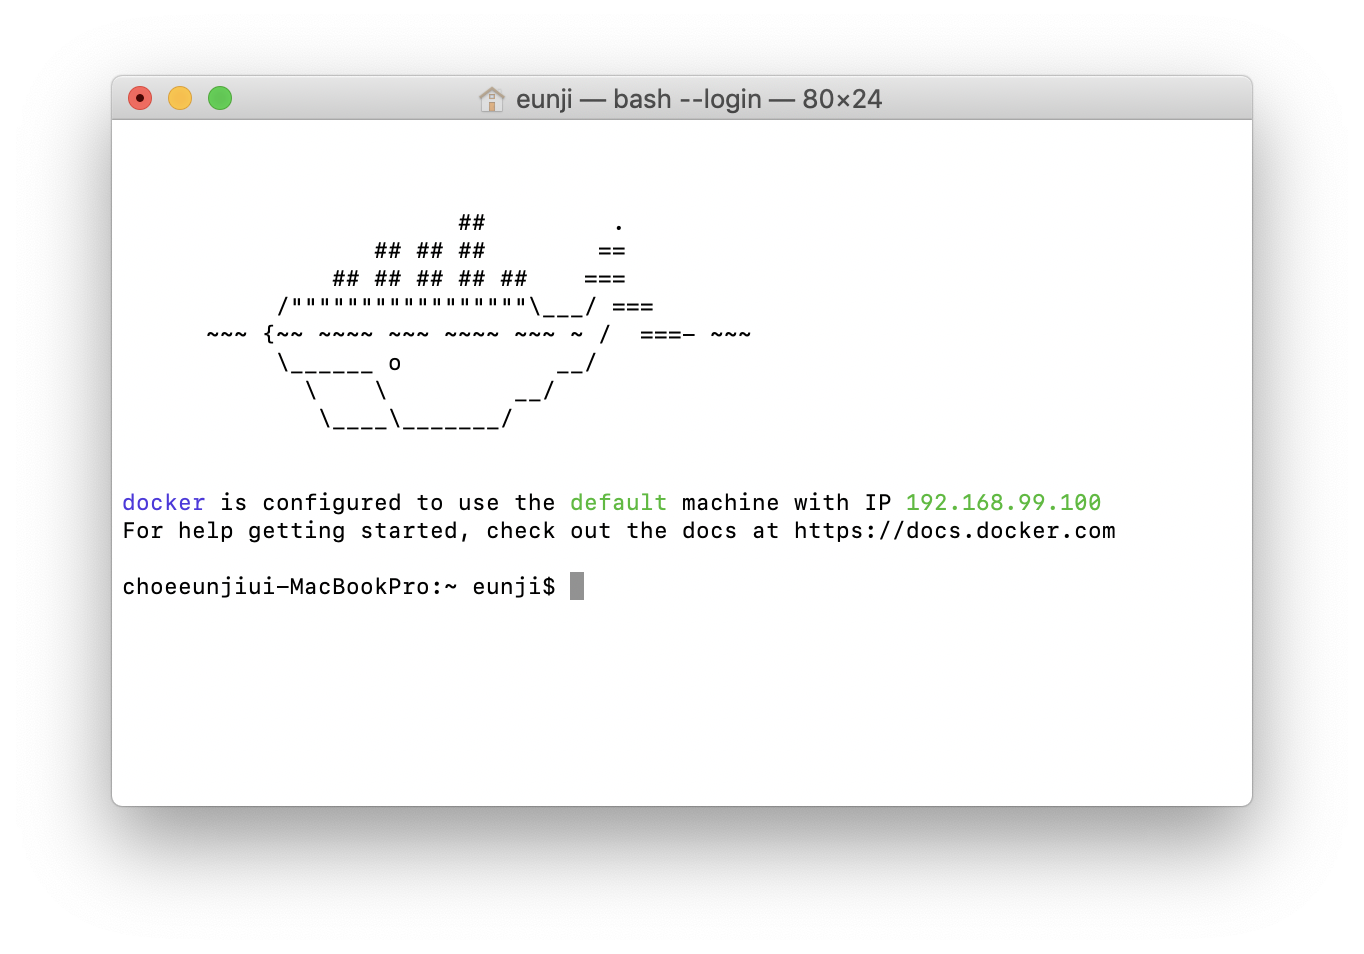 eunji — bash --login — 80×24
                        ##         .
                  ## ## ##        ==
               ## ## ## ## ##    ===
           /"""""""""""""""""\___/ ===
      ~~~ {~~ ~~~~ ~~~ ~~~~ ~~~ ~ /  ===- ~~~
           \______ o           __/
             \    \         __/
              \____\_______/
docker is configured to use the default machine with IP 192.168.99.100
For help getting started, check out the docs at https://docs.docker.com
choeeunjiui-MacBookPro:~ eunji$